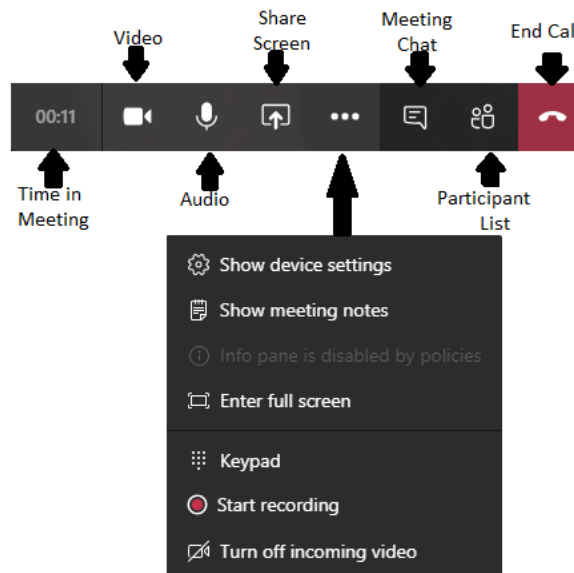 Video
Share
Screen
Meeting
Chat
End Cal
00:11
Time in
Meeting
Audio
Participant
List
Show device settings
Show meeting notes
Info pane is disabled by policies
Enter full screen
Keypad
Start recording
Turn off incoming video